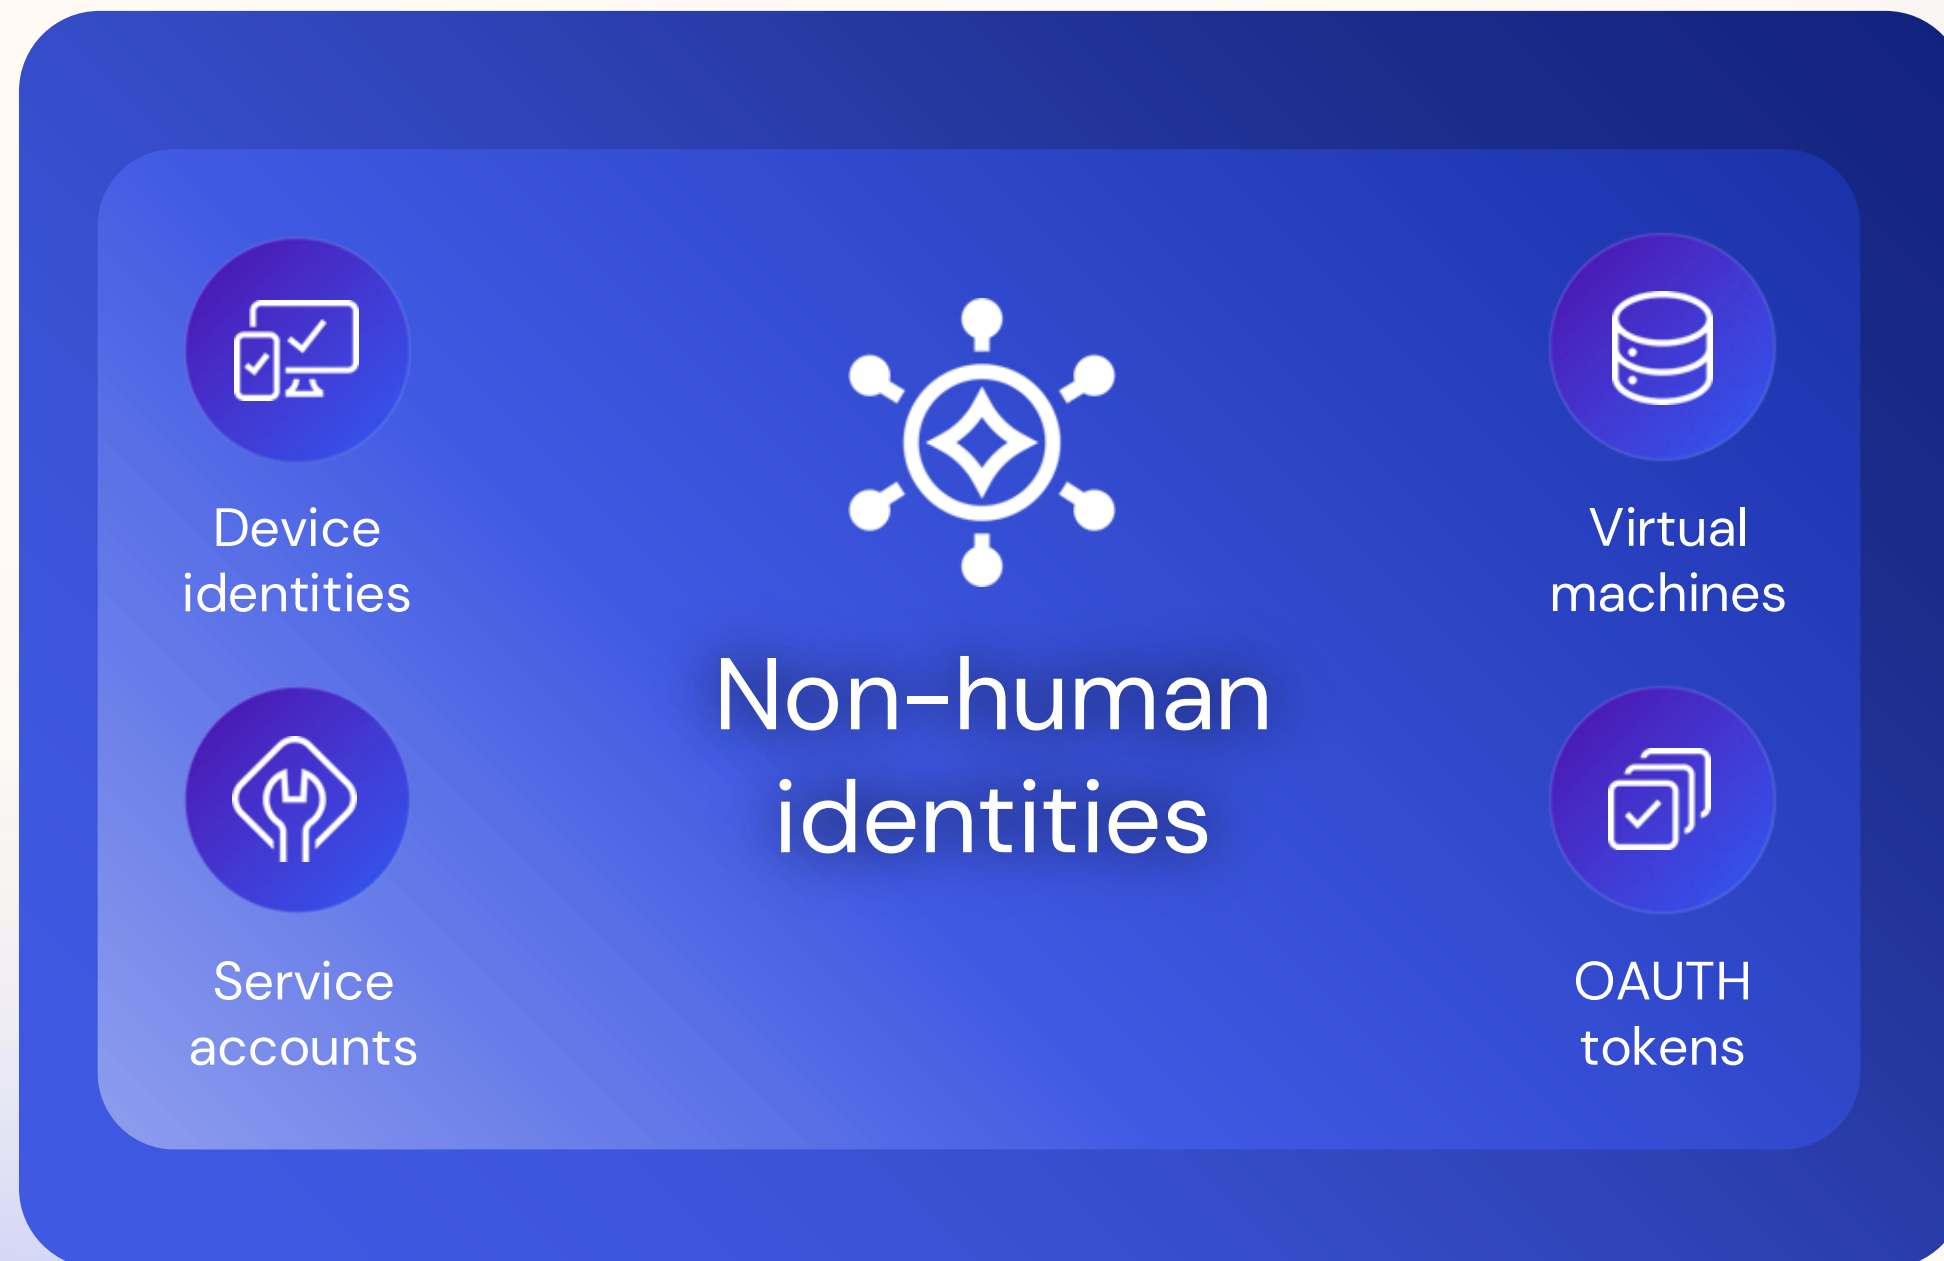 Device
identities
Service
accounts
Non-human
identities
Virtual
machines
OAUTH
tokens